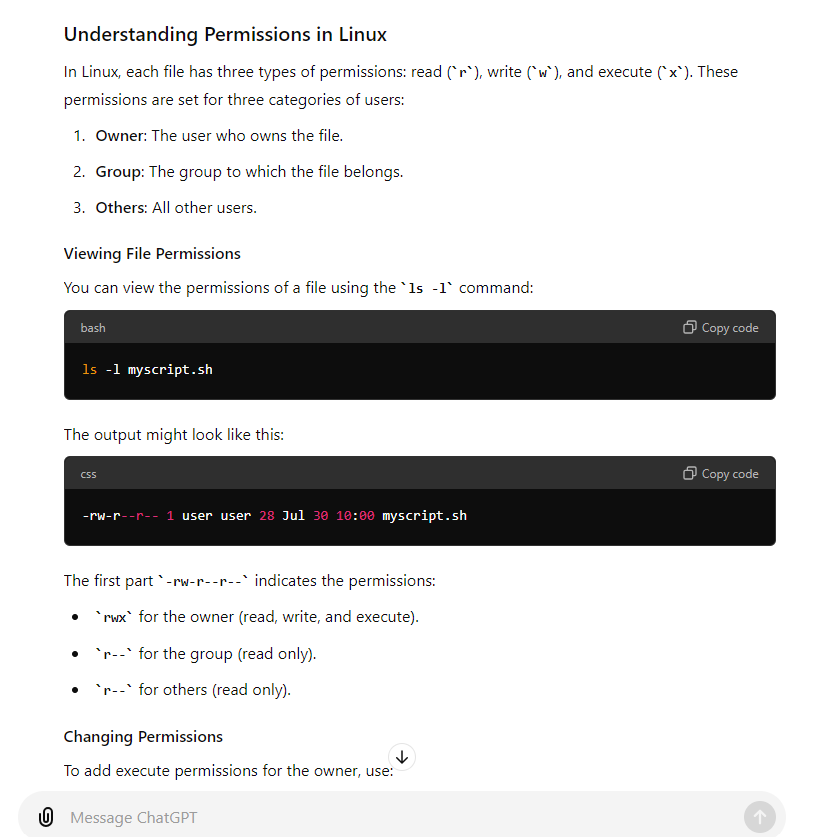 Understanding Permissions in Linux
In Linux, each file has three types of permissions: read (`r`), write (`w`), and execute (`x`). These
permissions are set for three categories of users:
1. Owner: The user who owns the file.
2. Group: The group to which the file belongs.
3. Others: All other users.
Viewing File Permissions
You can view the permissions of a file using the `ls -l` command:
bash
Copy code
ls -l myscript.sh
The output might look like this:
css
Copy code
-rw-r--r-- 1 user user 28 Jul 30 10:00 myscript.sh
The first part `-rw-r--r--` indicates the permissions:
• `rwx` for the owner (read, write, and execute).
• `r--` for the group (read only).
• `r--` for others (read only).
Changing Permissions
To add execute permissions for the owner, use:
Message ChatGPT